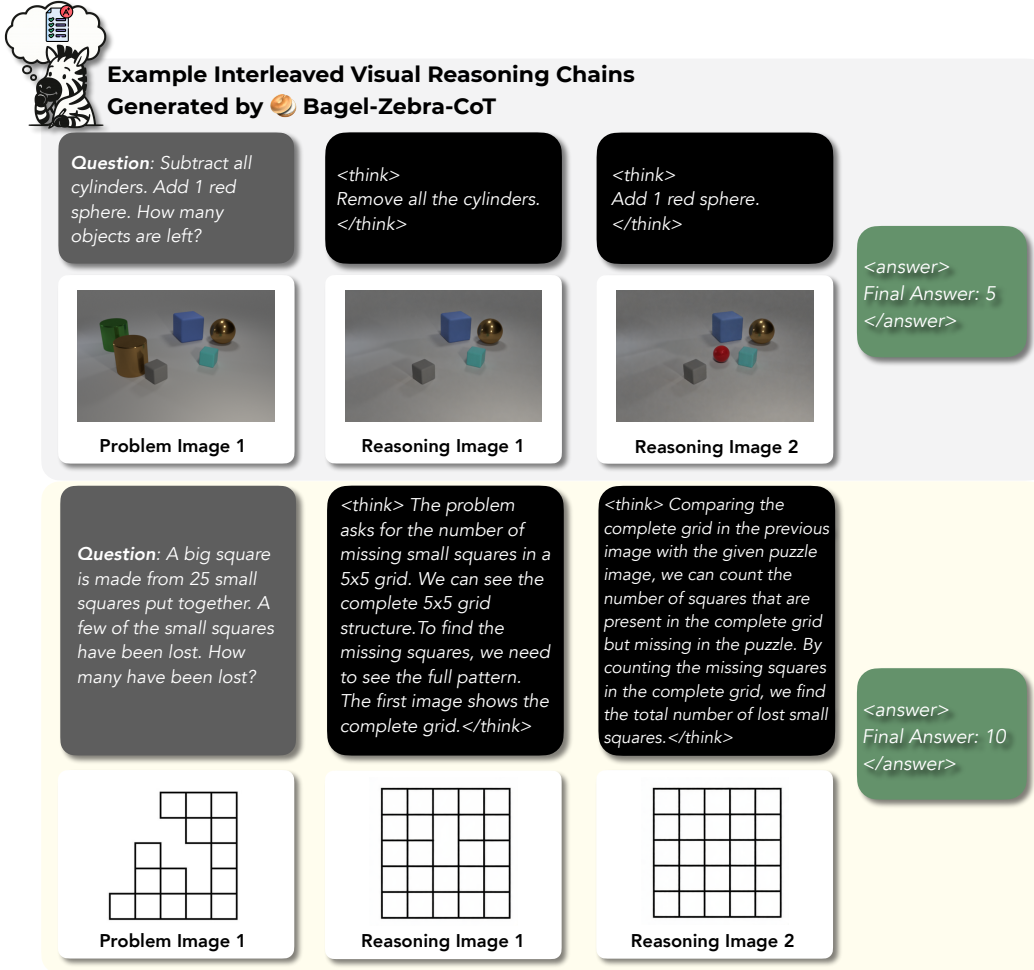 Example Interleaved Visual Reasoning Chains
Generated by Bagel-Zebra-CoT
Question: Subtract all
cylinders. Add 1 red
sphere. How many
objects are left?
<think>
Remove all the cylinders.
</think>
<think>
Add 1 red sphere.
</think>
<answer>
Final Answer: 5
</answer>
Problem Image 1
Reasoning Image 1
Reasoning Image 2
Question: A big square
is made from 25 small
squares put together. A
few of the small squares
have been lost. How
many have been lost?
<think> The problem
asks for the number of
missing small squares in a
5x5 grid. We can see the
complete 5x5 grid
structure.To find the
missing squares, we need
to see the full pattern.
The first image shows the
complete grid.</think>
<think> Comparing the
complete grid in the previous
image with the given puzzle
image, we can count the
number of squares that are
present in the complete grid
but missing in the puzzle. By
counting the missing squares
in the complete grid, we find
the total number of lost small
squares.</think>
<answer>
Final Answer: 10
</answer>
Problem Image 1
Reasoning Image 1
Reasoning Image 2